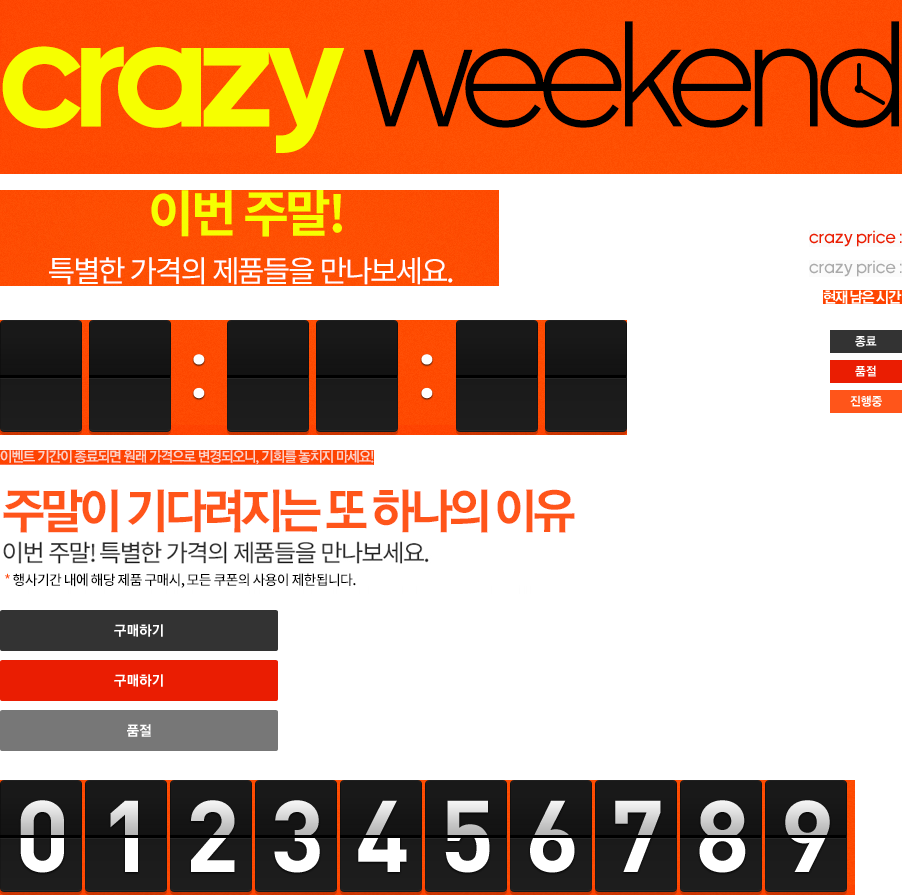 crazy weekend
이번 주말!
특별한 가격의 제품들을 만나보세요.
crazy price :
crazy price :
현재 남은 시간
: :
종료
품절
진행중
이벤트 기간이 종료되면 원래 가격으로 변경되오니, 기회를 놓치지 마세요!
주말이 기다려지는 또 하나의 이유
이번 주말! 특별한 가격의 제품들을 만나보세요.
* 행사기간 내에 해당 제품 구매시, 모든 쿠폰의 사용이 제한됩니다.
구매하기
구매하기
품절
0 1 2 3 4 5 6 7 8 9